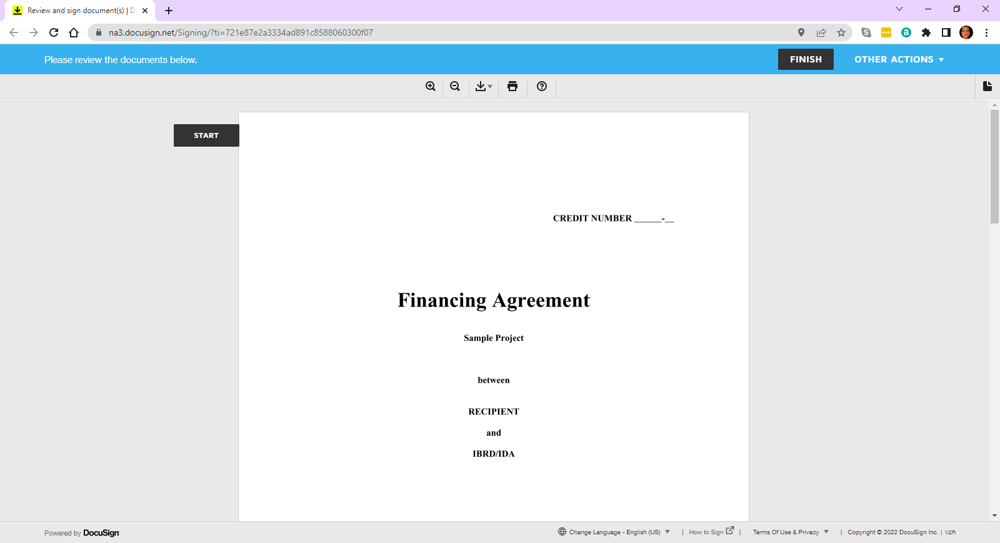 Review and sign document(s) | D
na3.docusign.net/Signing/?ti=721e87e2a3334ad891c8588060300f07
Please review the documents below.
FINISH
OTHER ACTIONS
START
CREDIT NUMBER ______-__
Financing Agreement
Sample Project
between
RECIPIENT
and
IBRD/IDA
Powered by DocuSign
Change Language - English (US) | How to Sign | Terms Of Use & Privacy | Copyright © 2022 DocuSign Inc. | V2R